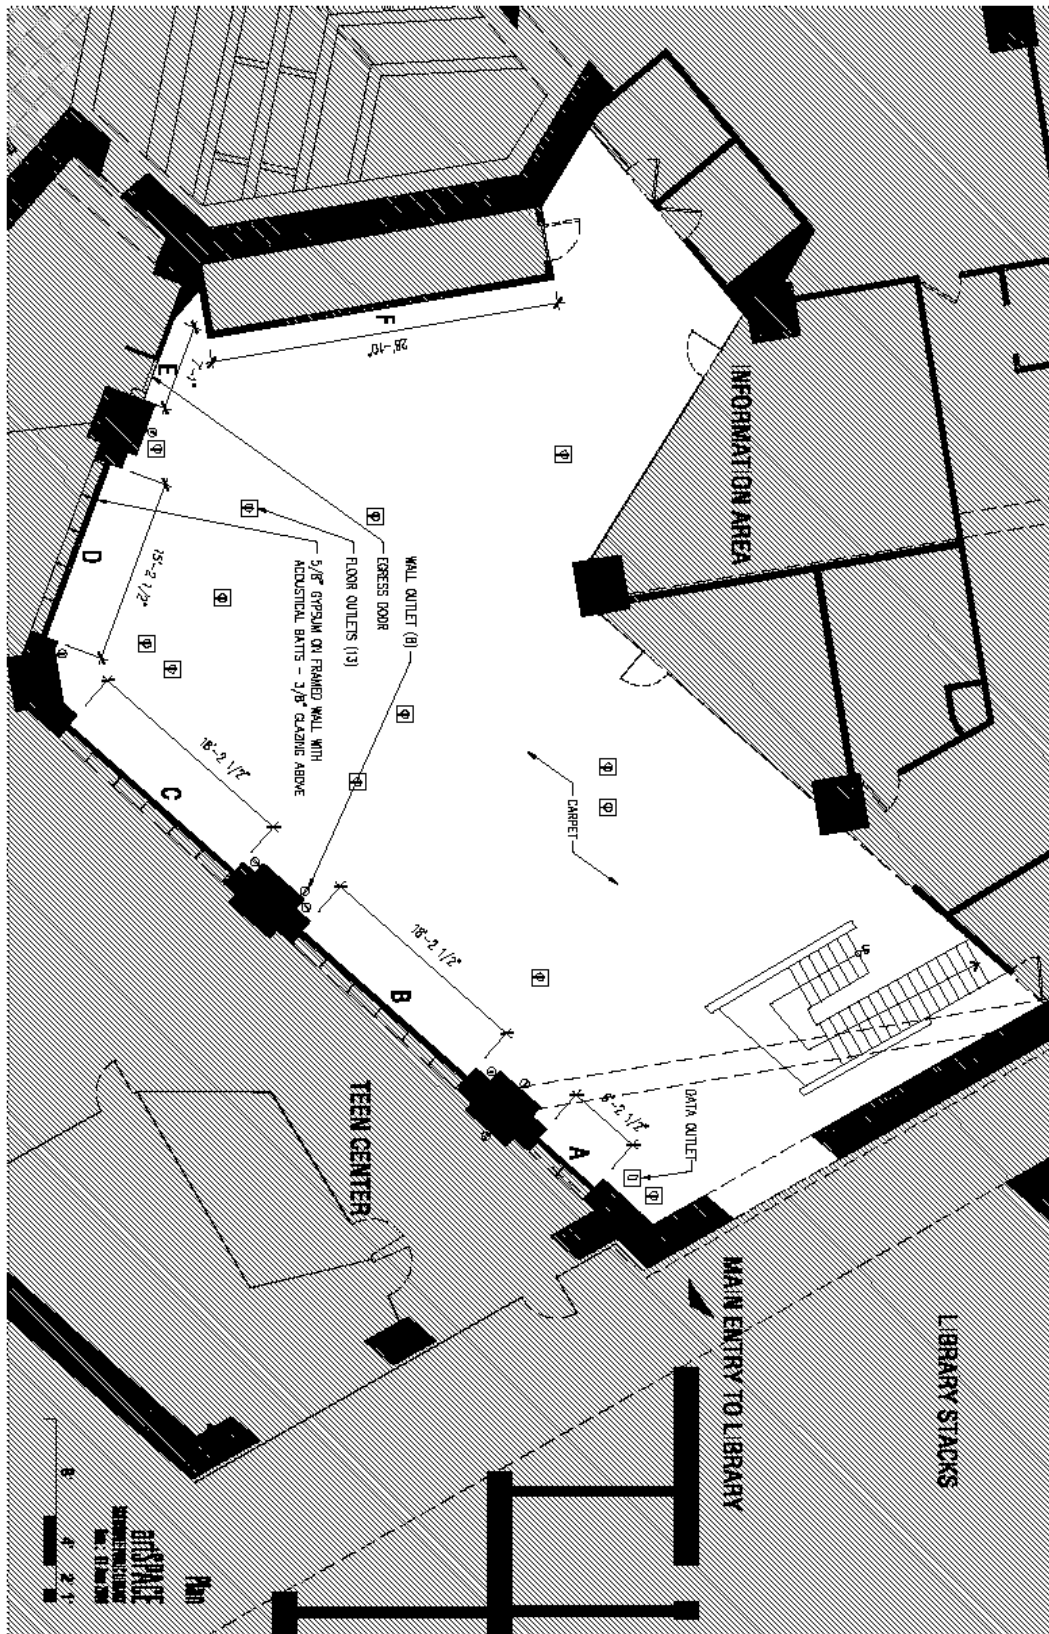 INFORMATION AREA
F
28'-10"
E
WALL OUTLET (8)
EGRESS DOOR
FLOOR OUTLETS (13)
5/8" GYPSUM ON FRAMED WALL WITH
ACOUSTICAL BATTS - 3/8" GLAZING ABOVE
D
15'-2 1/2"
C
18'-2 1/2"
CARPET
B
18'-2 1/2"
A
6'-2 1/2"
DATA OUTLET
D
TEEN CENTER
MAIN ENTRY TO LIBRARY
LIBRARY STACKS
8 4' 2' 1'
Plan
artSPACE